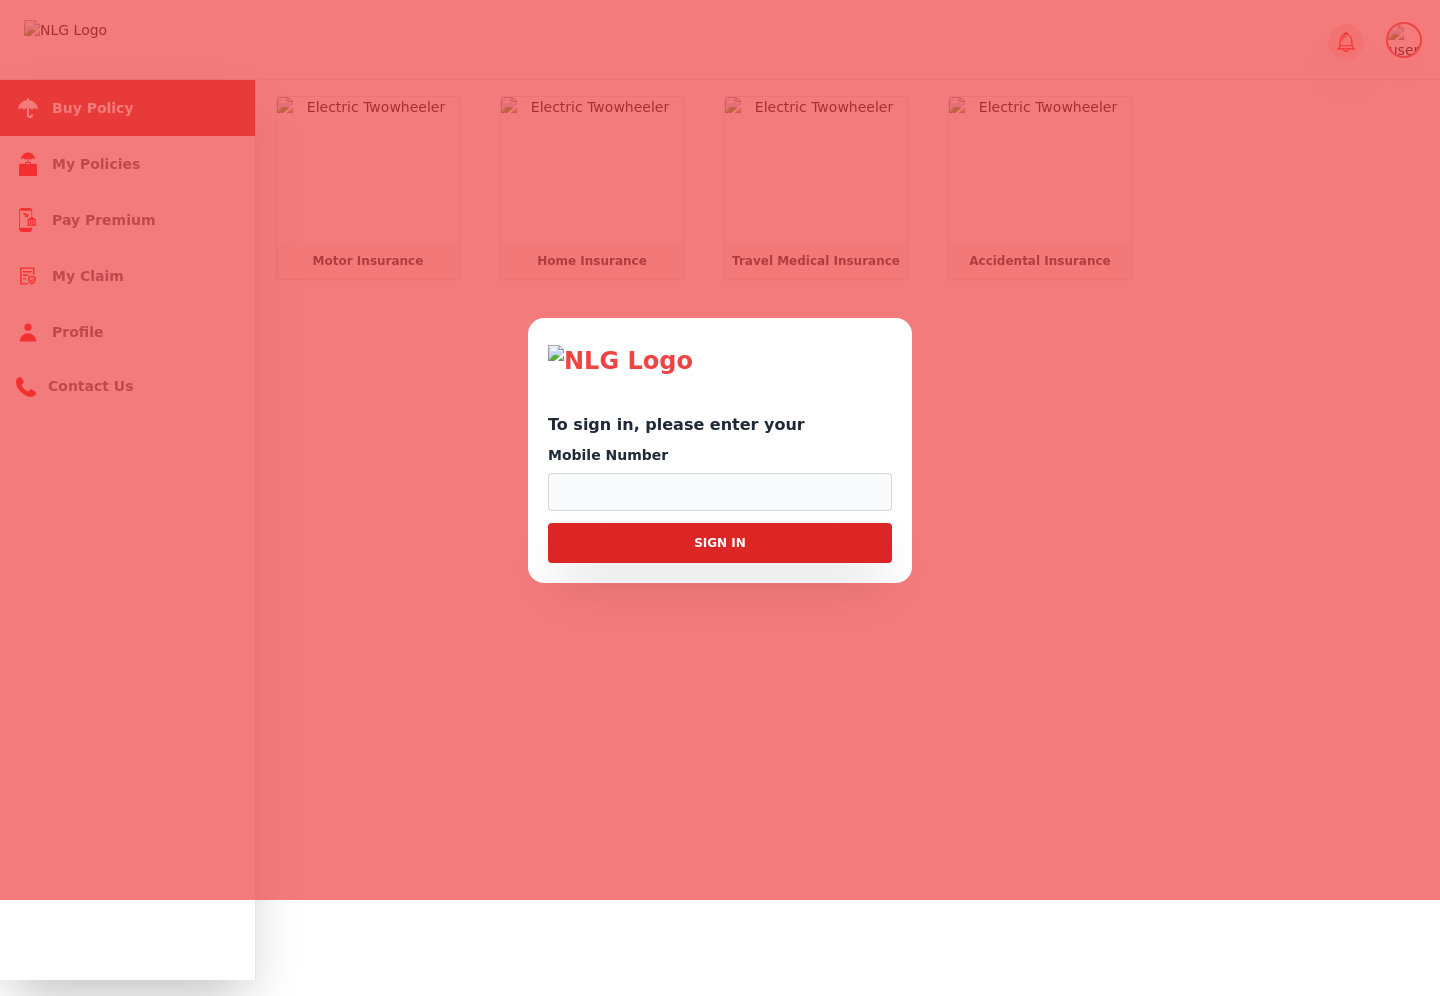 NLG Logo
user
Buy Policy
My Policies
Pay Premium
My Claim
Profile
Contact Us
Electric Twowheeler
Motor Insurance
Electric Twowheeler
Home Insurance
Electric Twowheeler
Travel Medical Insurance
Electric Twowheeler
Accidental Insurance
NLG Logo
To sign in, please enter your
Mobile Number
SIGN IN